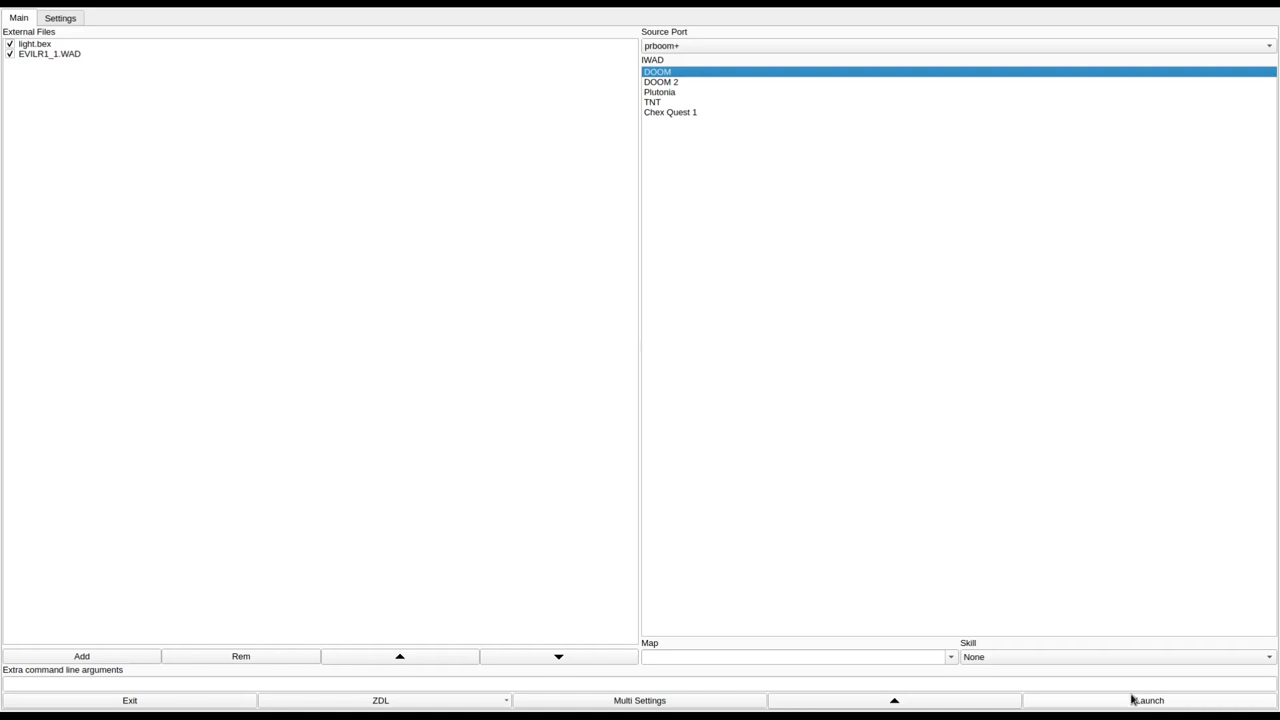 Main Settings
External Files
light.bex
EVILR1_1.WAD
Source Port
prboom+
IWAD
DOOM
DOOM 2
Plutonia
TNT
Chex Quest 1
Map Skill
None
Add Rem
Extra command line arguments
Exit ZDL Multi Settings Launch